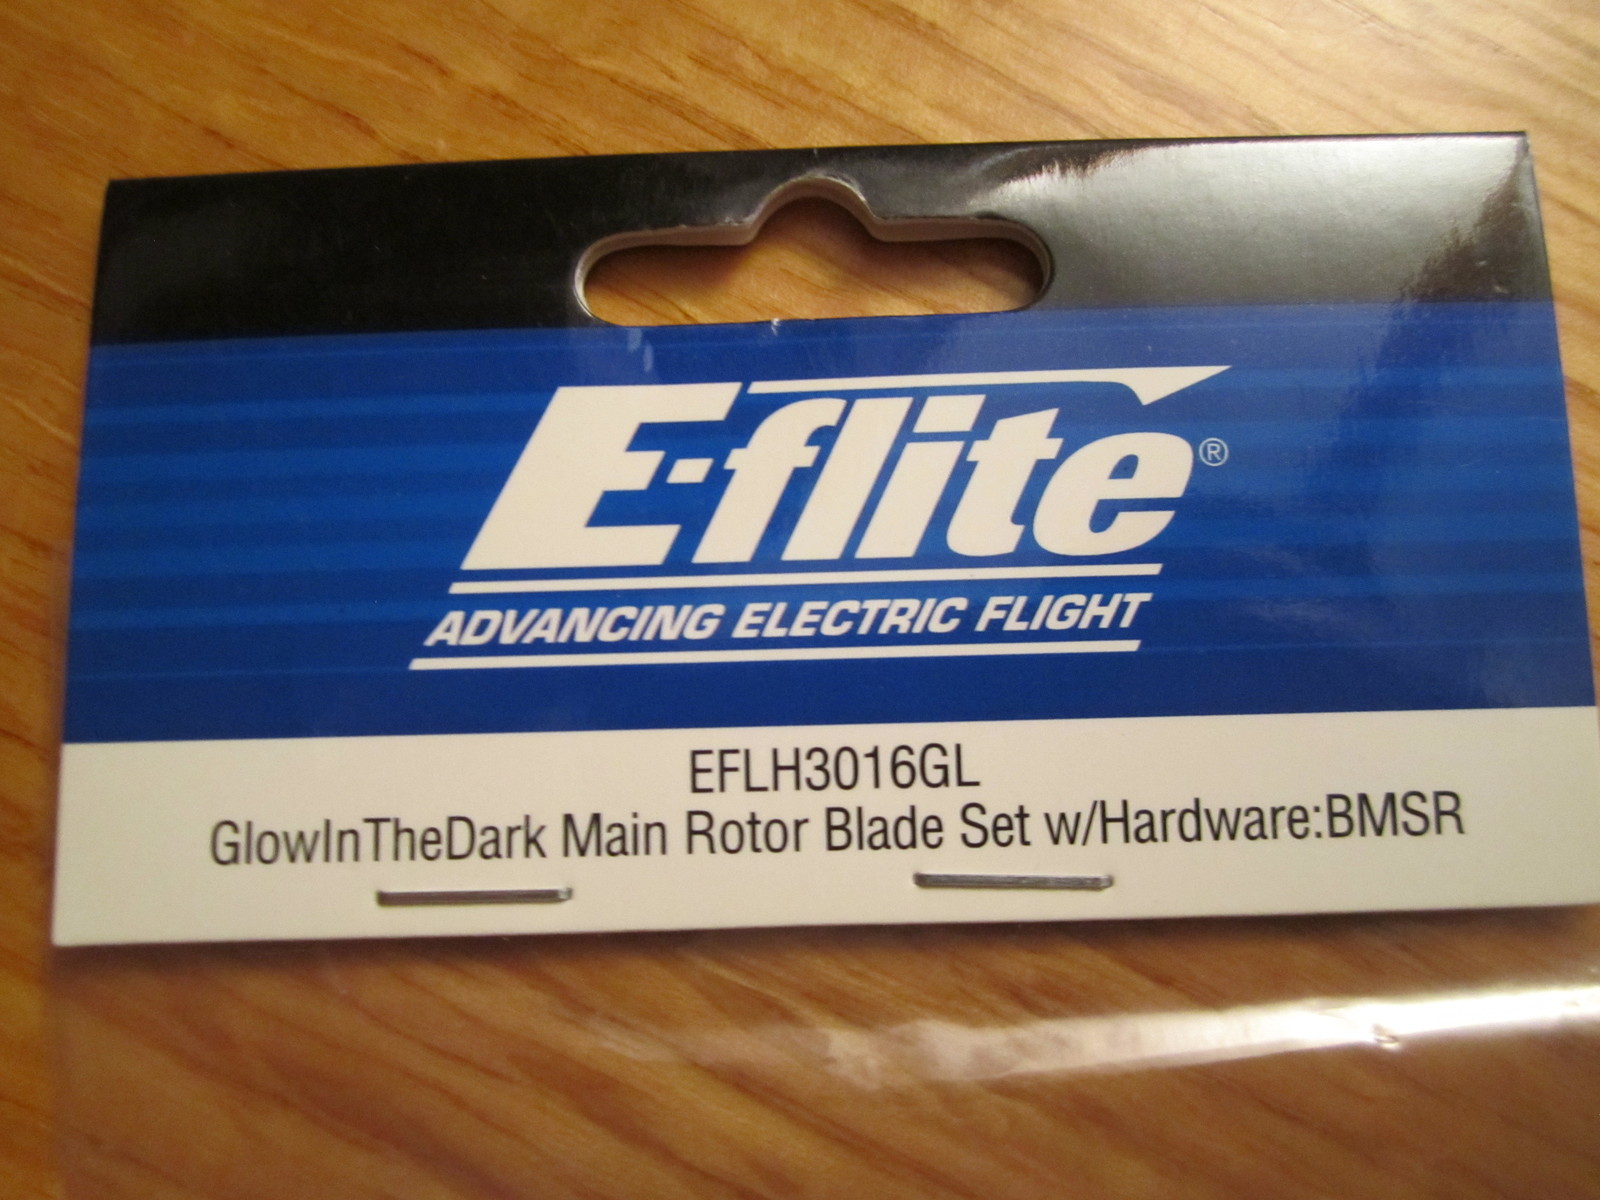 E-flite®
ADVANCING ELECTRIC FLIGHT
EFLH3016GL
GlowInTheDark Main Rotor Blade Set w/Hardware:BMSR